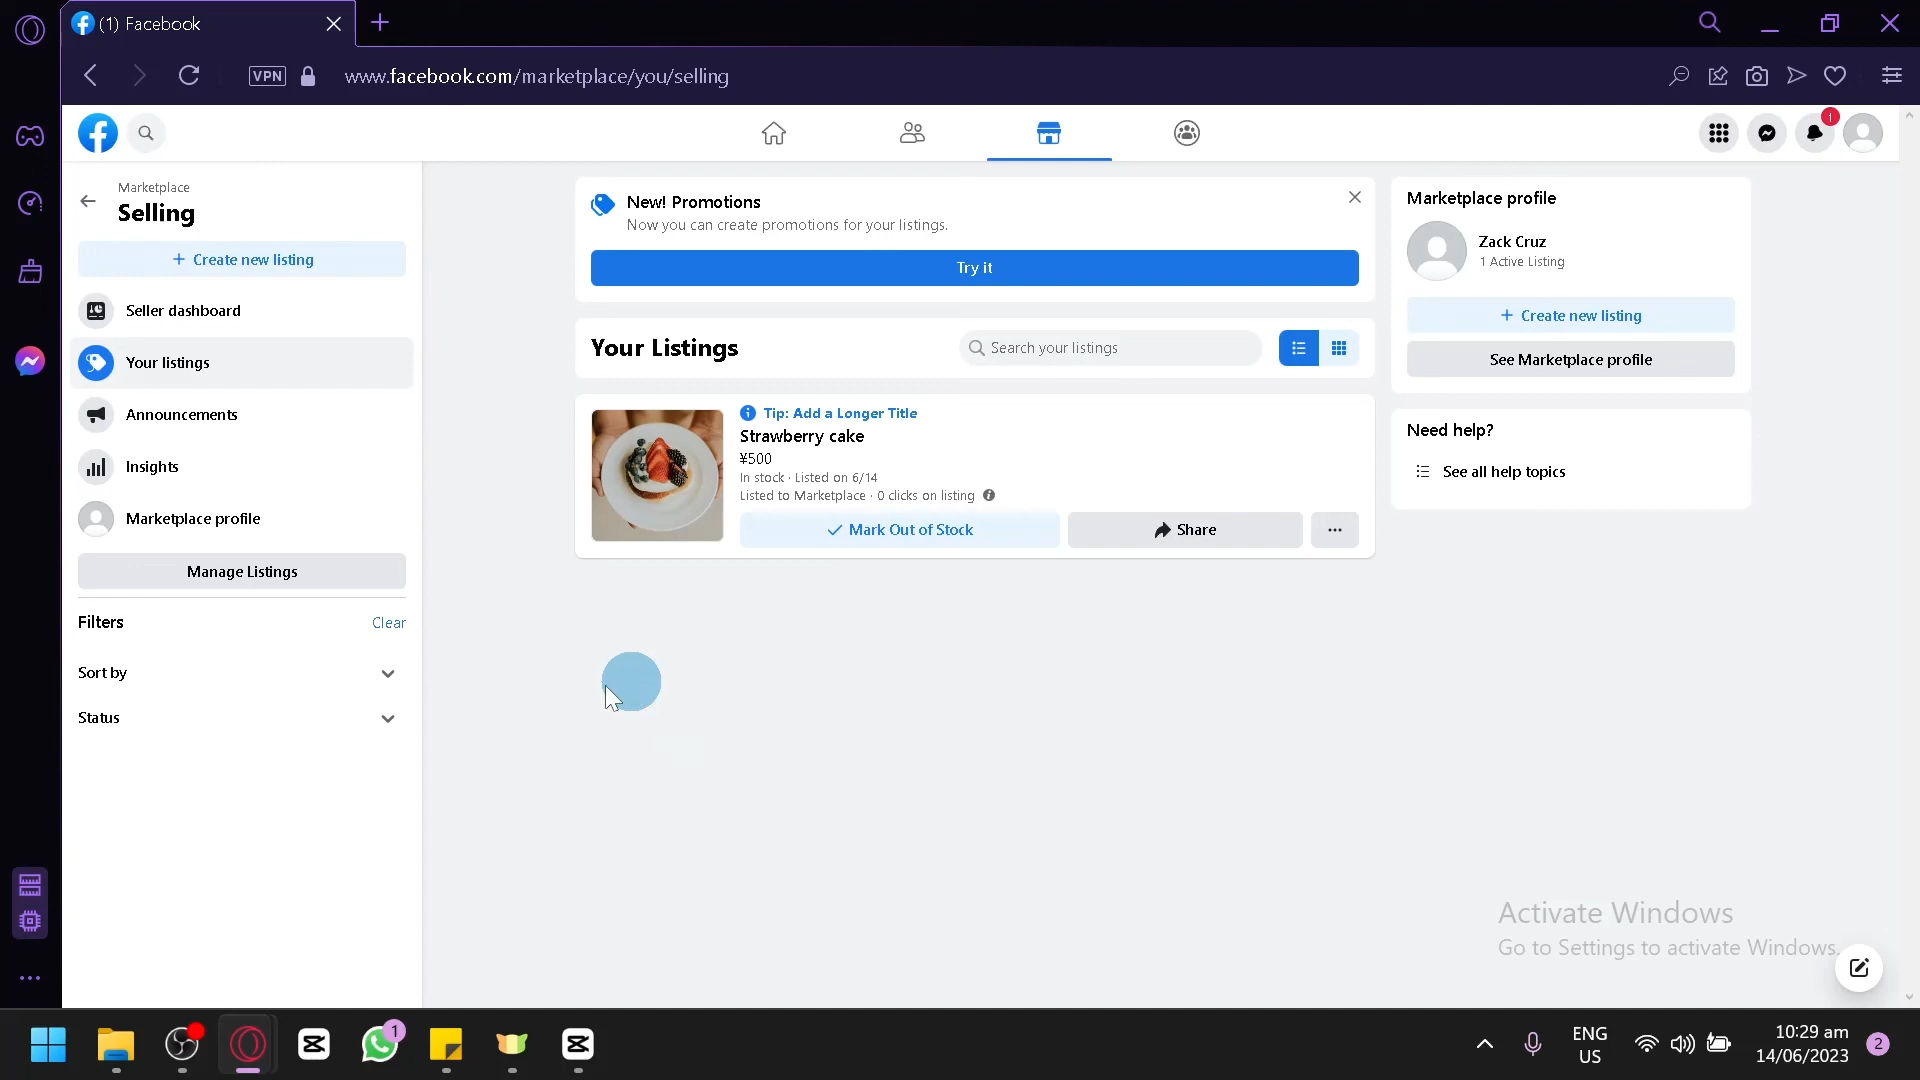 (1) Facebook
VPN
www.facebook.com/marketplace/you/selling
1
Marketplace
Selling
+ Create new listing
Seller dashboard
Your listings
Announcements
Insights
Marketplace profile
Manage Listings
Filters
Clear
Sort by
Status
New! Promotions
Now you can create promotions for your listings.
Try it
Your Listings
Search your listings
Tip: Add a Longer Title
Strawberry cake
¥500
In stock · Listed on 6/14
Listed to Marketplace · 0 clicks on listing
Mark Out of Stock
Share
Marketplace profile
Zack Cruz
1 Active Listing
+ Create new listing
See Marketplace profile
Need help?
See all help topics
Activate Windows
Go to Settings to activate Windows.
1
ENG
US
10:29 am
14/06/2023
2